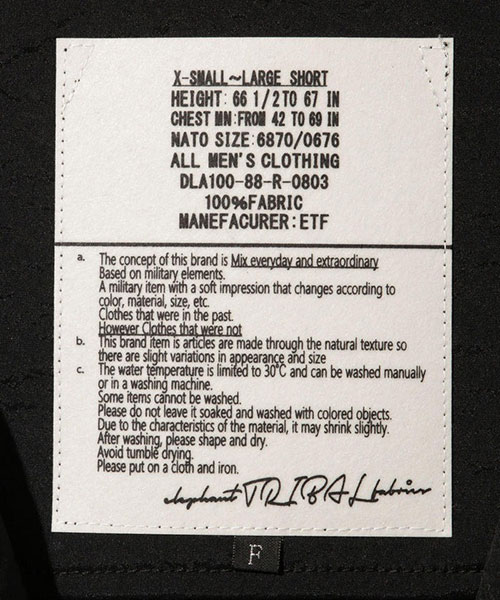 X-SMALL~LARGE SHORT
HEIGHT: 66 1/2 TO 67 IN
CHEST MN:FROM 42 TO 69 IN
NATO SIZE:6870/0676
ALL MEN'S CLOTHING
DLA100-88-R-0803
100%FABRIC
MANEFACURER:ETF
a. The concept of this brand is Mix everyday and extraordinary
Based on military elements.
A military item with a soft impression that changes according to
color, material, size, etc.
Clothes that were in the past.
However Clothes that were not
b. This brand item is articles are made through the natural texture so
there are slight variations in appearance and size
c. The water temperature is limited to 30°C and can be washed manually
or in a washing machine.
Some items cannot be washed.
Please do not leave it soaked and washed with colored objects.
Due to the characteristics of the material, it may shrink slightly.
After washing, please shape and dry.
Avoid tumble drying.
Please put on a cloth and iron.
elephant TRIBAL fabrics
F